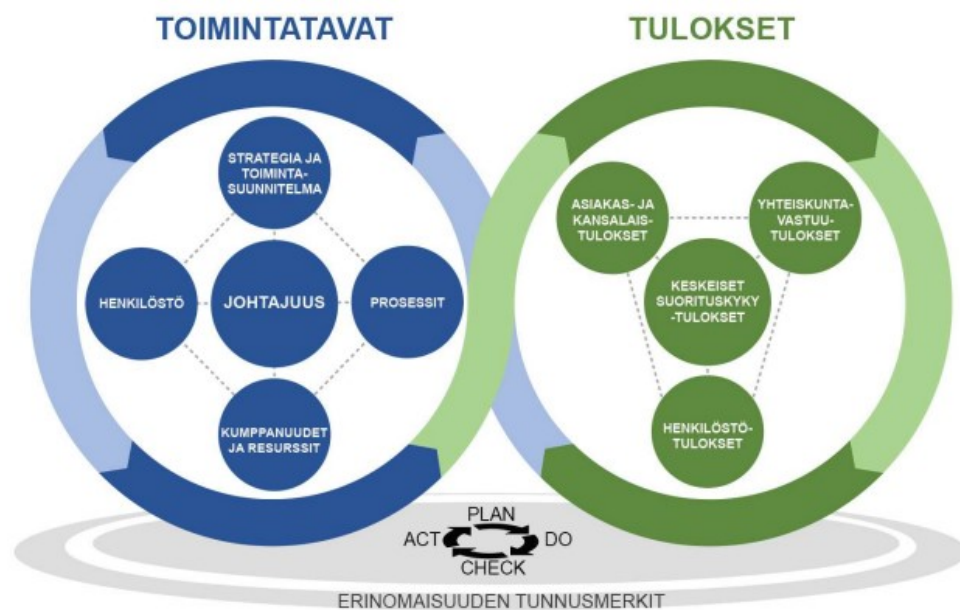 TOIMINTATAVAT
TULOKSET
STRATEGIA JA
TOIMINTA-
SUUNNITELMA
HENKILÖSTÖ
JOHTAJUUS
PROSESSIT
KUMPPANUUDET
JA RESURSSIT
ASIAKAS- JA
KANSALAIS-
TULOKSET
YHTEISKUNTA-
VASTUU-
TULOKSET
KESKEISET
SUORITUSKYKY
-TULOKSET
HENKILÖSTÖ-
TULOKSET
PLAN
ACT DO
CHECK
ERINOMAISUUDEN TUNNUSMERKIT